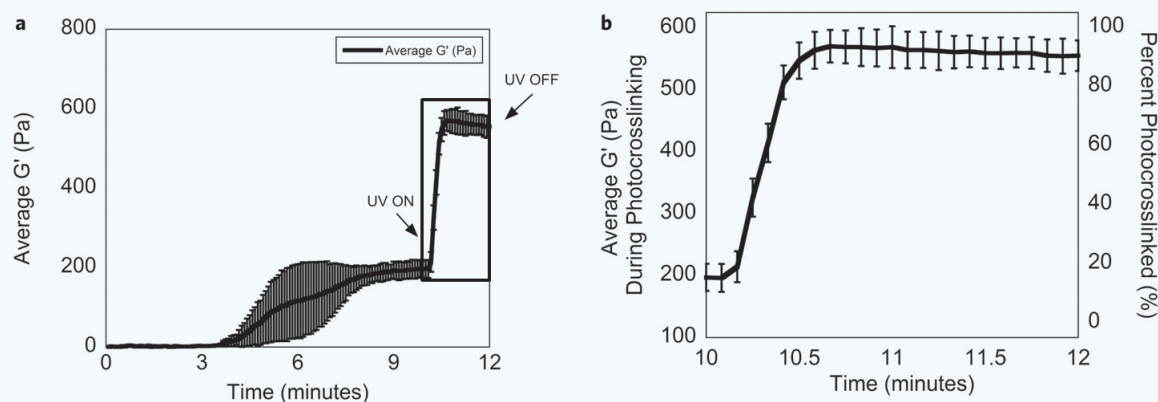 a
800
600
400
200
0
Average G' (Pa)
Average G' (Pa)
UV ON
UV OFF
0 3 6 9 12
Time (minutes)
b
600
500
400
300
200
100
Average G' (Pa)
During Photocrosslinking
100
80
60
40
20
0
Percent Photocrosslinked (%)
10 10.5 11 11.5 12
Time (minutes)